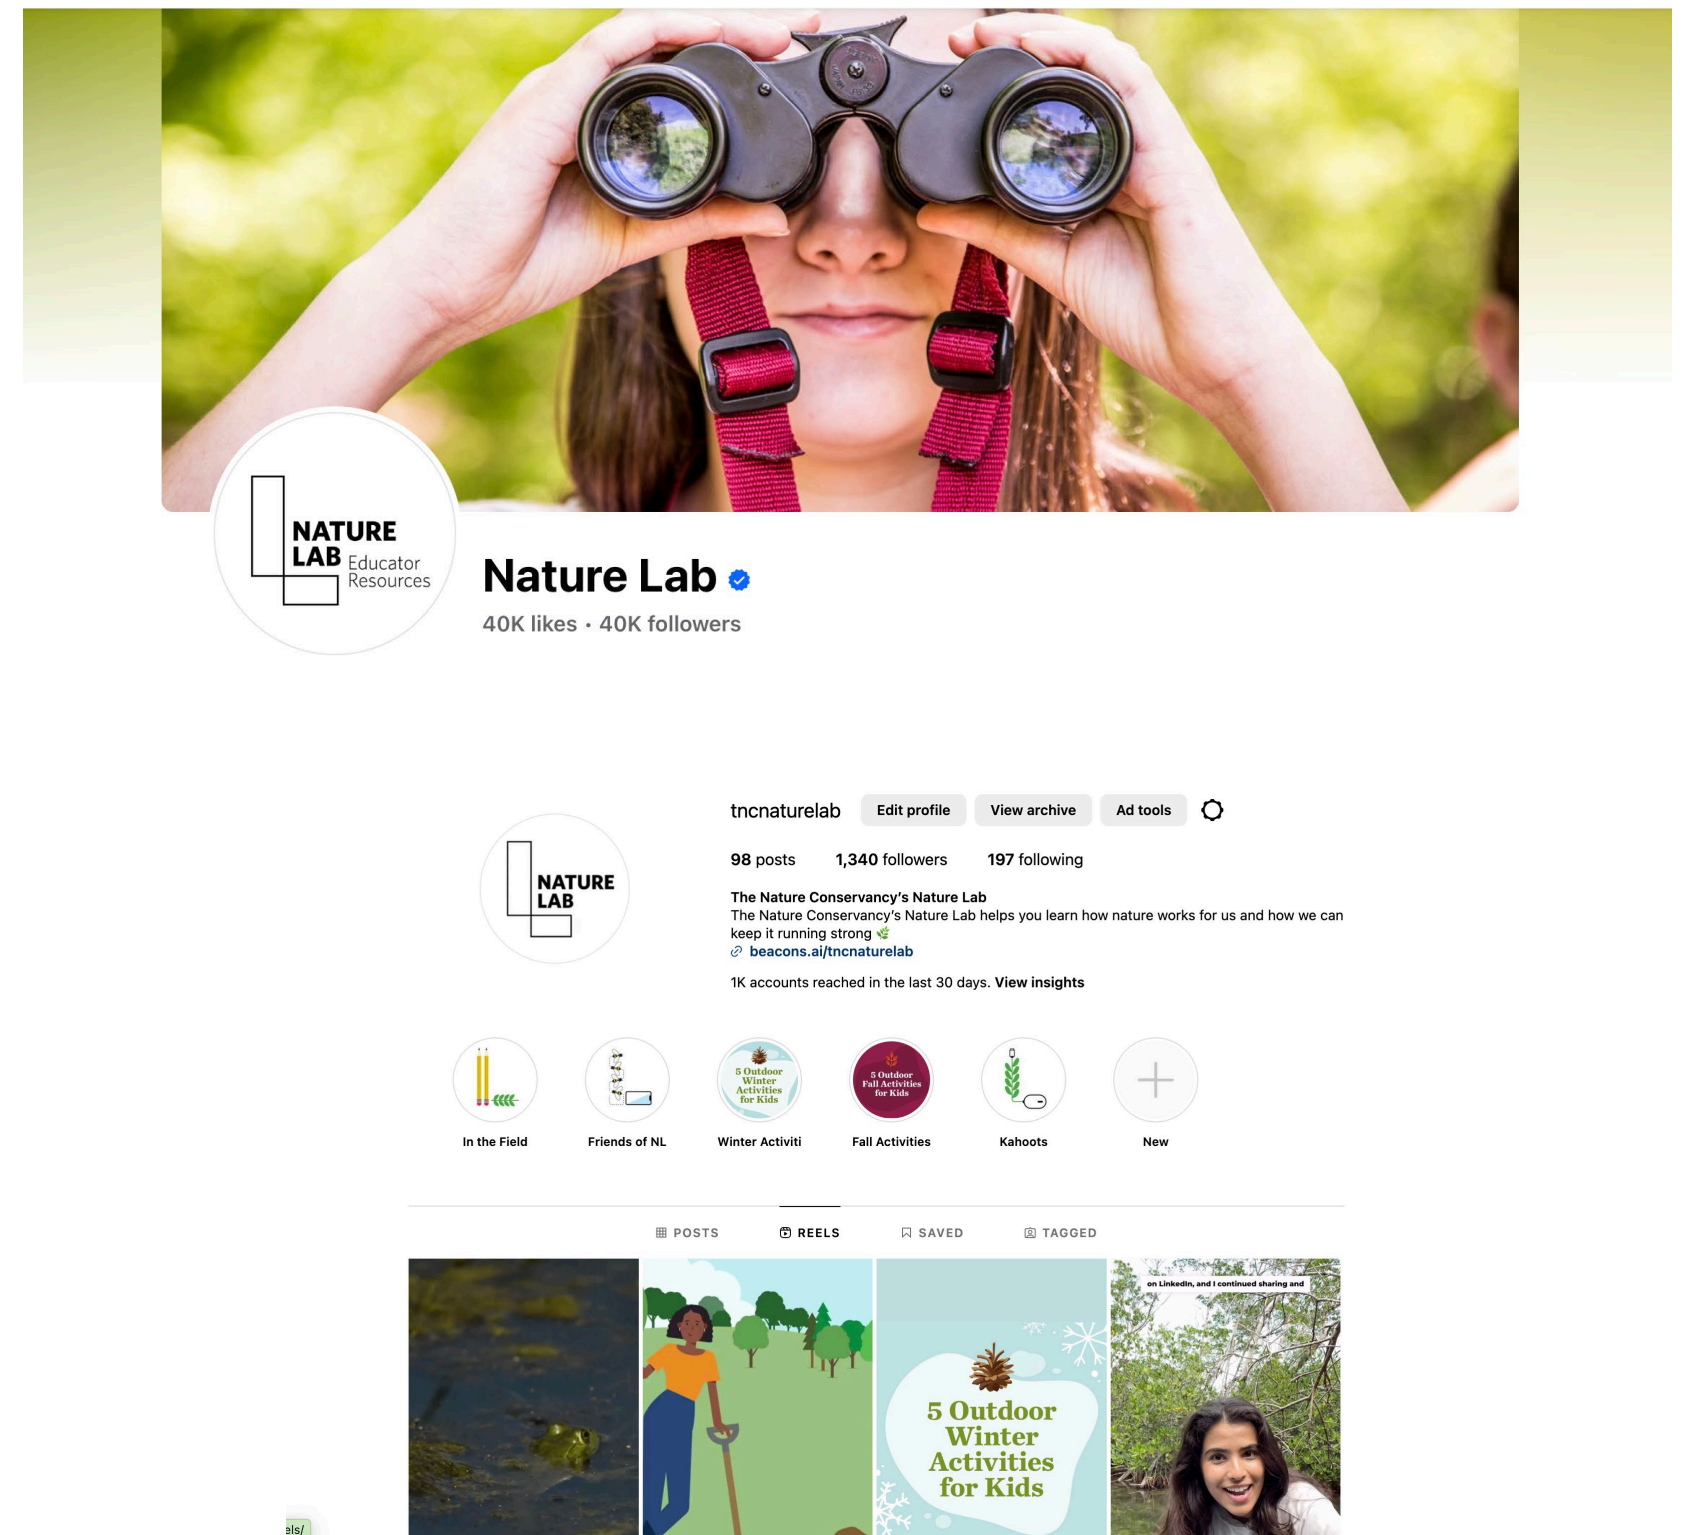 NATURE
LAB Educator
Resources
Nature Lab
40K likes • 40K followers
tncnaturelab Edit profile View archive Ad tools
98 posts 1,340 followers 197 following
The Nature Conservancy's Nature Lab
The Nature Conservancy's Nature Lab helps you learn how nature works for us and how we can
keep it running strong 🌿
beacons.ai/tncnaturelab
1K accounts reached in the last 30 days. View insights
NATURE
LAB
5 Outdoor
Winter
Activities
for Kids
5 Outdoor
Fall Activities
for Kids
In the Field Friends of NL Winter Activiti Fall Activities Kahoots New
POSTS REELS SAVED TAGGED
on LinkedIn, and I continued sharing and
5 Outdoor
Winter
Activities
for Kids
els/